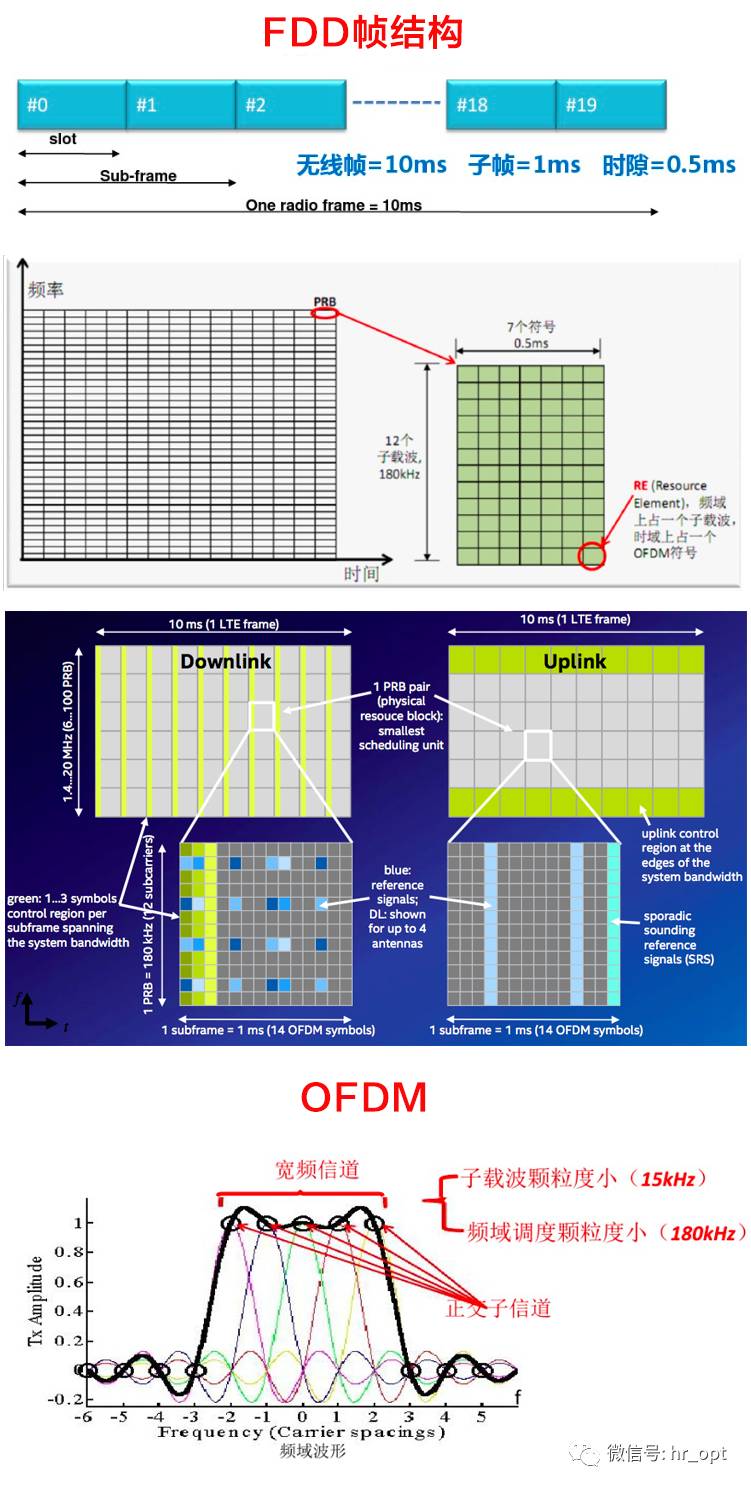 FDD帧结构
#0
#1
#2
#18
#19
slot
无线帧=10ms 子帧=1ms 时隙=0.5ms
Sub-frame
One radio frame = 10ms
频率
PRB
7个符号
0.5ms
12个
子载波,
180kHz
RE (Resource
Element)，频域
上占一个子载波，
时域上占一个
OFDM符号
时间
10 ms (1 LTE frame)
10 ms (1 LTE frame)
Downlink
Uplink
1.4...20 MHz (6...100 PRB)
1 PRB pair
(physical
resouce block):
smallest
scheduling unit
uplink control
region at the
edges of the
system bandwidth
green: 1...3 symbols
control region per
subframe spanning
the system bandwidth
1 PRB = 180 kHz (12 subcarriers)
blue:
reference
signals;
DL: shown
for up to 4
antennas
sporadic
sounding
reference
signals (SRS)
f
t
1 subframe = 1 ms (14 OFDM symbols)
1 subframe = 1 ms (14 OFDM symbols)
OFDM
宽频信道
子载波颗粒度小（15kHz）
频域调度颗粒度小（180kHz）
正交子信道
Tx Amplitude
1
0.8
0.6
0.4
0.2
0
-0.2
f
-6 -5 -4 -3 -2 -1 0 1 2 3 4 5
Frequency (Carrier spacings)
频域波形
微信号: hr_opt